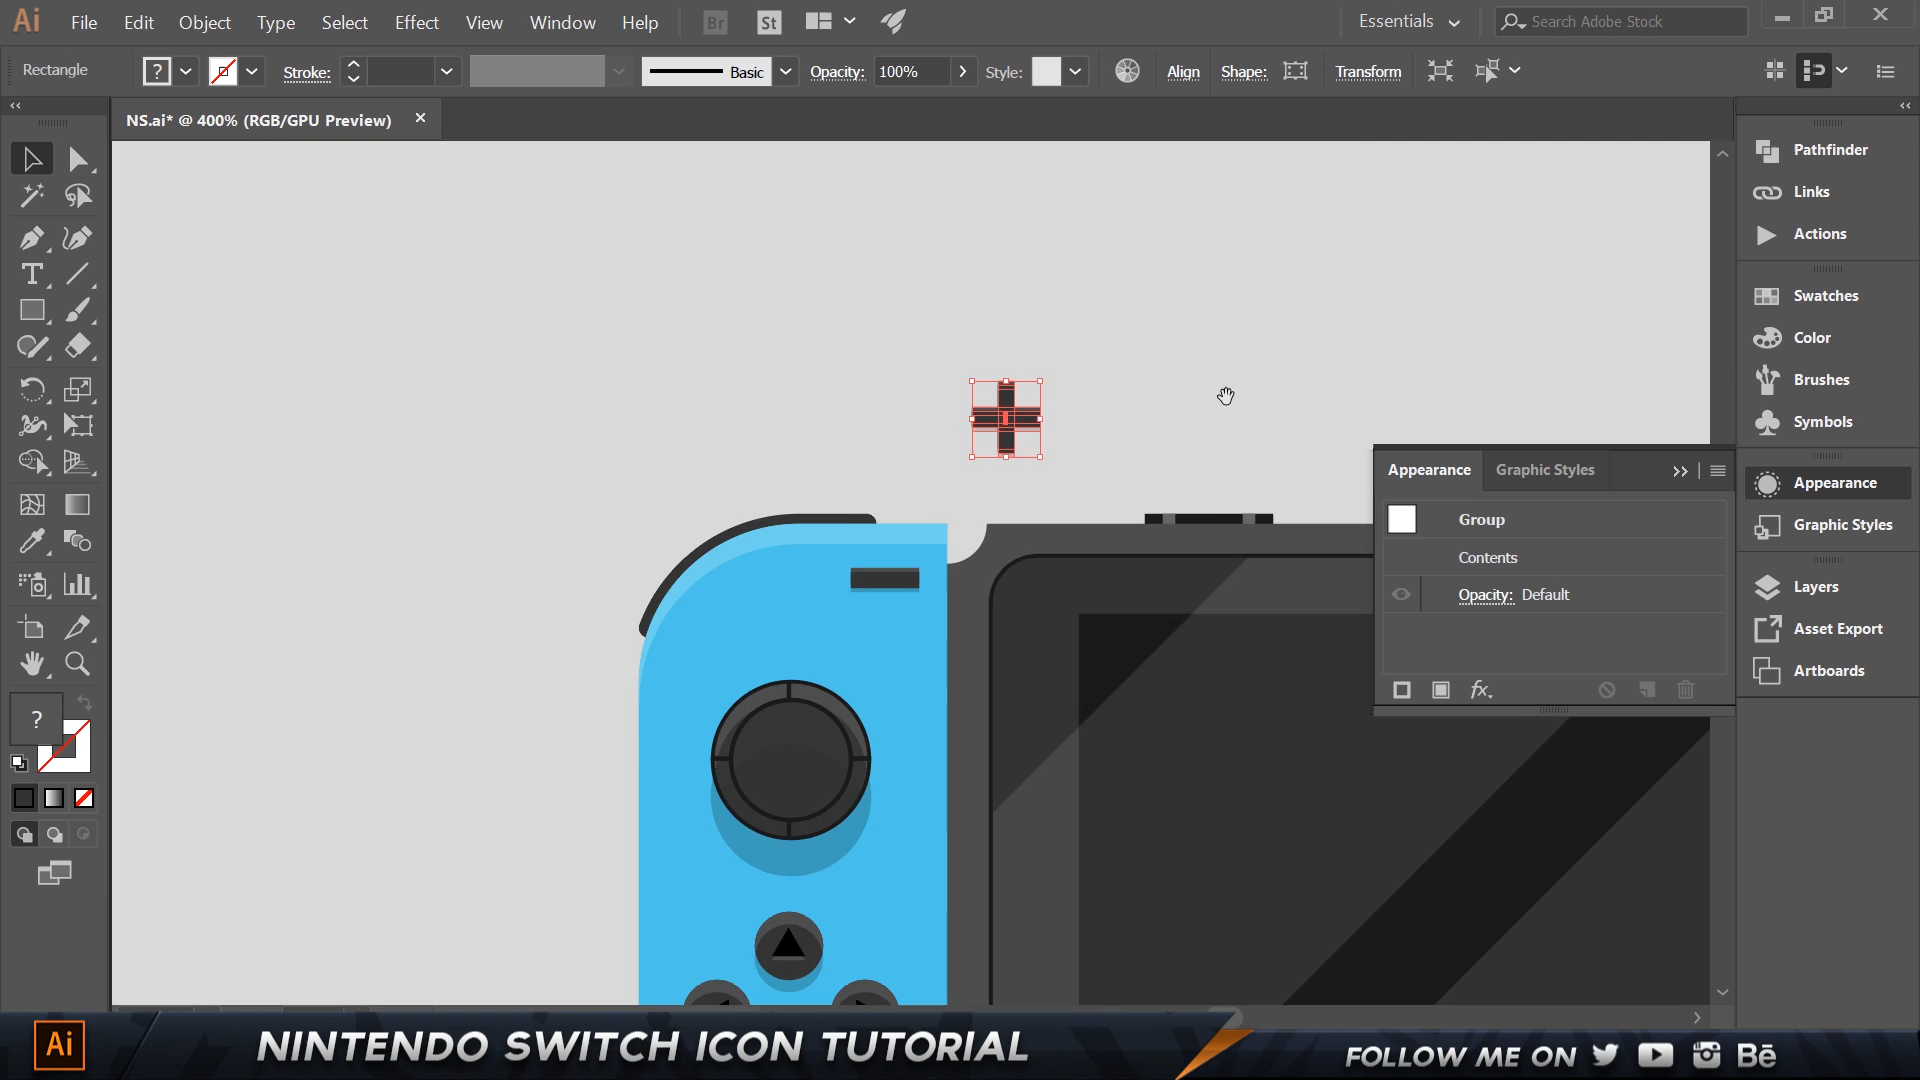 Ai File Edit Object Type Select Effect View Window Help Br St Essentials Search Adobe Stock
Rectangle ? Stroke: Basic Opacity: 100% Style: Align Shape: Transform
NS.ai* @ 400% (RGB/GPU Preview)
Pathfinder
Links
Actions
Swatches
Color
Brushes
Symbols
Appearance
Graphic Styles
Layers
Asset Export
Artboards
Appearance Graphic Styles
Group
Contents
Opacity: Default
fx.
T
?
Ai NINTENDO SWITCH ICON TUTORIAL
FOLLOW ME ON Bē